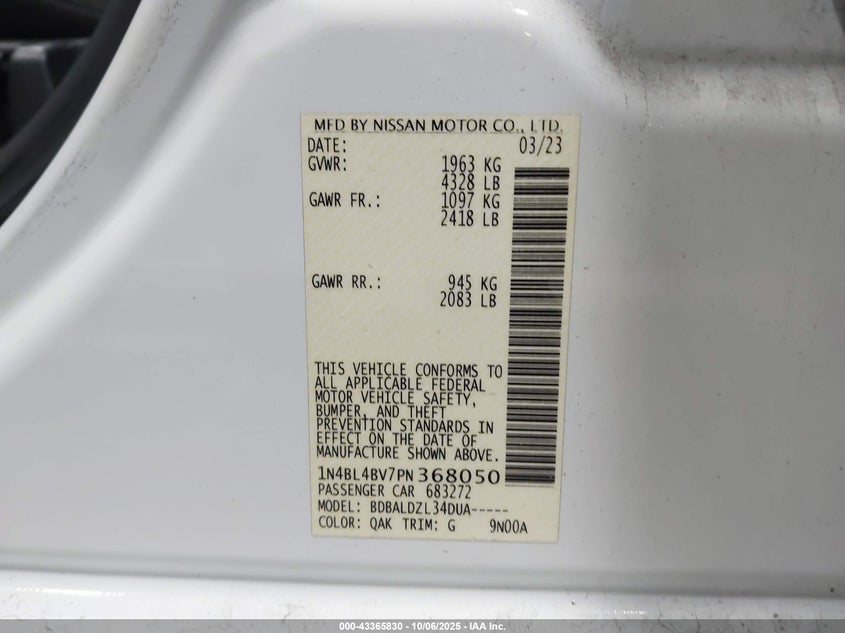 MFD BY NISSAN MOTOR CO., LTD.
DATE: 03/23
GVWR: 1963 KG
4328 LB
GAWR FR.: 1097 KG
2418 LB
GAWR RR.: 945 KG
2083 LB
THIS VEHICLE CONFORMS TO
ALL APPLICABLE FEDERAL
MOTOR VEHICLE SAFETY,
BUMPER, AND THEFT
PREVENTION STANDARDS IN
EFFECT ON THE DATE OF
MANUFACTURE SHOWN ABOVE.
1N4BL4BV7PN368050
PASSENGER CAR 683272
MODEL: BDBALDZL34DUA-----
COLOR: QAK TRIM: G 9N00A
000-43365830 - 10/06/2025 - IAA Inc.